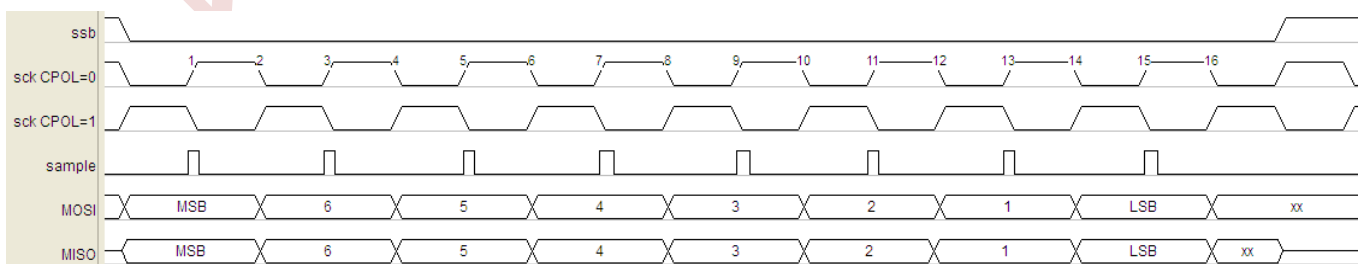 ssb
sck CPOL=0 1 2 3 4 5 6 7 8 9 10 11 12 13 14 15 16
sck CPOL=1
sample
MOSI MSB 6 5 4 3 2 1 LSB xx
MISO MSB 6 5 4 3 2 1 LSB xx